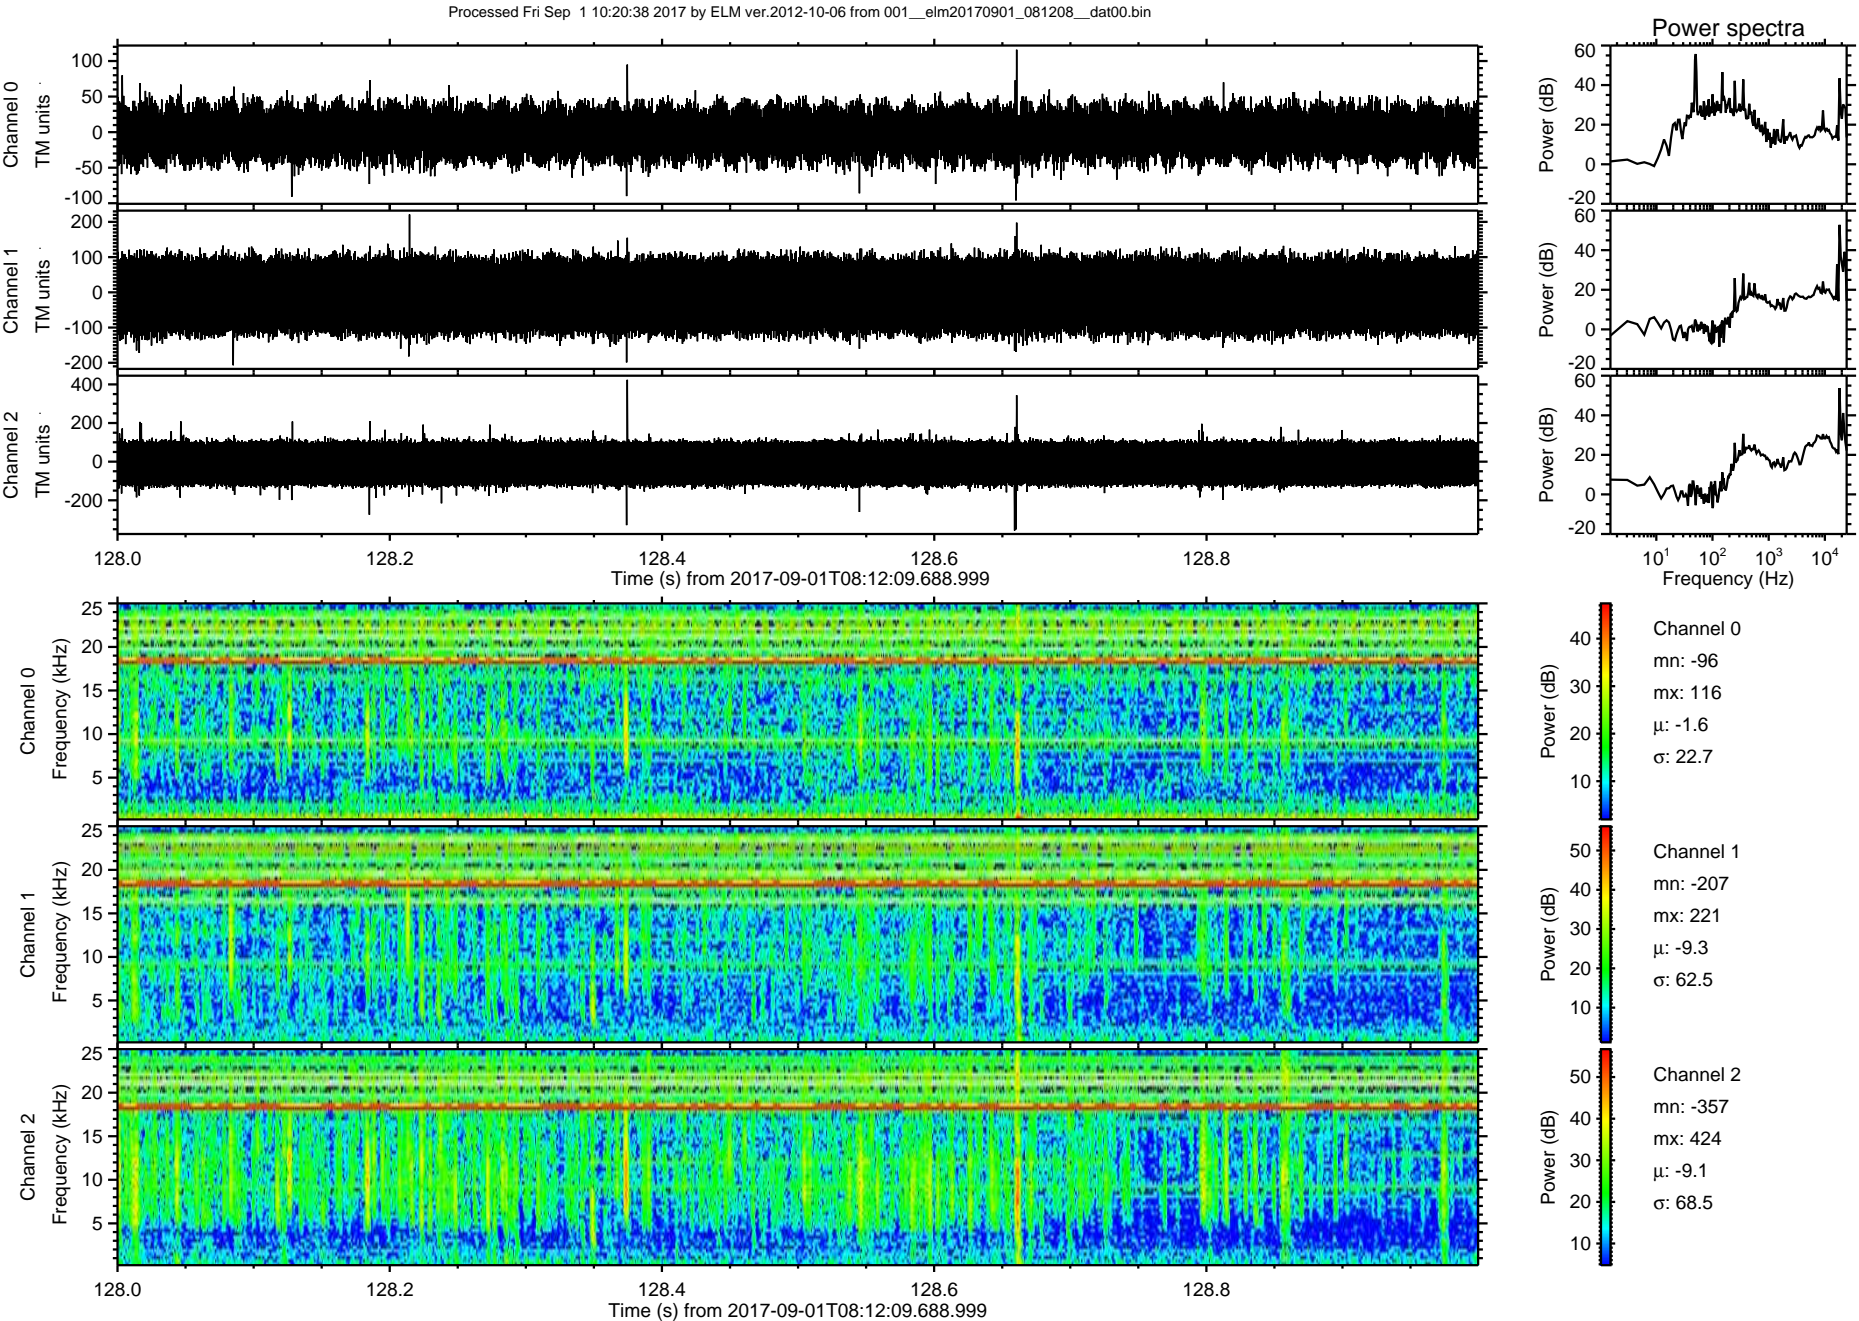 Processed Fri Sep  1 10:20:38 2017 by ELM ver.2012-10-06 from 001__elm20170901_081208__dat00.bin
Power spectra
Channel 0
TM units
100
50
0
-50
-100
Power (dB)
60
40
20
0
-20
Channel 1
TM units
200
100
0
-100
-200
Power (dB)
60
40
20
0
-20
Channel 2
TM units
400
200
0
-200
Power (dB)
60
40
20
0
-20
128.0 128.2 128.4 128.6 128.8
Time (s) from 2017-09-01T08:12:09.688.999
10¹ 10² 10³ 10⁴
Frequency (Hz)
Channel 0
Frequency (kHz)
25
20
15
10
5
Power (dB)
40
30
20
10
Channel 0
mn: -96
mx: 116
μ: -1.6
σ: 22.7
Channel 1
Frequency (kHz)
25
20
15
10
5
Power (dB)
50
40
30
20
10
Channel 1
mn: -207
mx: 221
μ: -9.3
σ: 62.5
Channel 2
Frequency (kHz)
25
20
15
10
5
Power (dB)
50
40
30
20
10
Channel 2
mn: -357
mx: 424
μ: -9.1
σ: 68.5
128.0 128.2 128.4 128.6 128.8
Time (s) from 2017-09-01T08:12:09.688.999